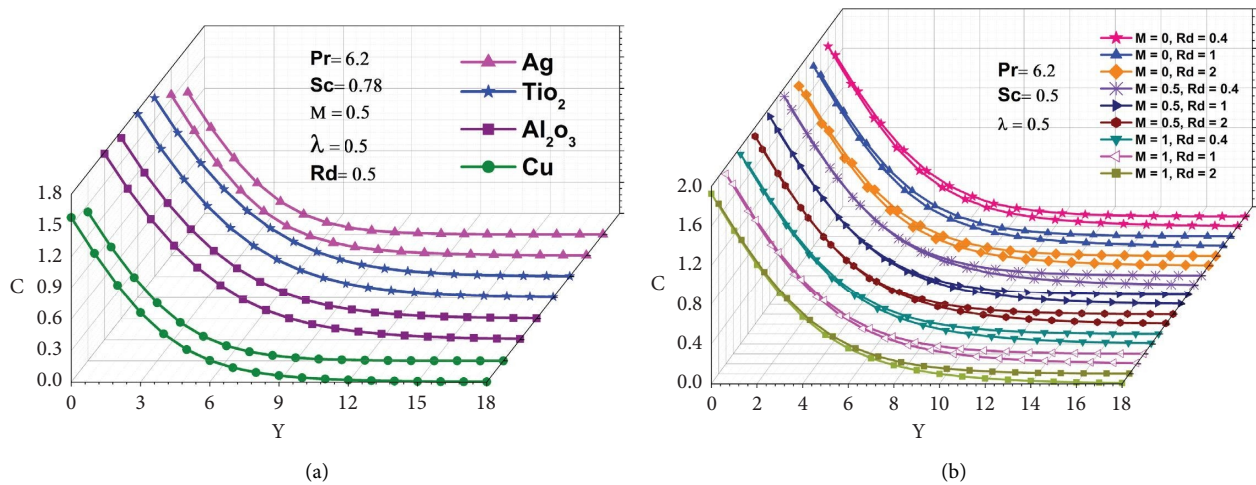 Pr= 6.2
Sc= 0.78
M = 0.5
λ = 0.5
Rd= 0.5
Ag
Tio2
Al2o3
Cu
1.8
1.5
1.2
0.9
0.6
0.3
0.0
C
0 3 6 9 12 15 18
Y
(a)
Pr = 6.2
Sc= 0.5
λ = 0.5
M = 0, Rd = 0.4
M = 0, Rd = 1
M = 0, Rd = 2
M = 0.5, Rd = 0.4
M = 0.5, Rd = 1
M = 0.5, Rd = 2
M = 1, Rd = 0.4
M = 1, Rd = 1
M = 1, Rd = 2
2.0
1.6
1.2
0.8
0.4
0.0
C
0 2 4 6 8 10 12 14 16 18
Y
(b)